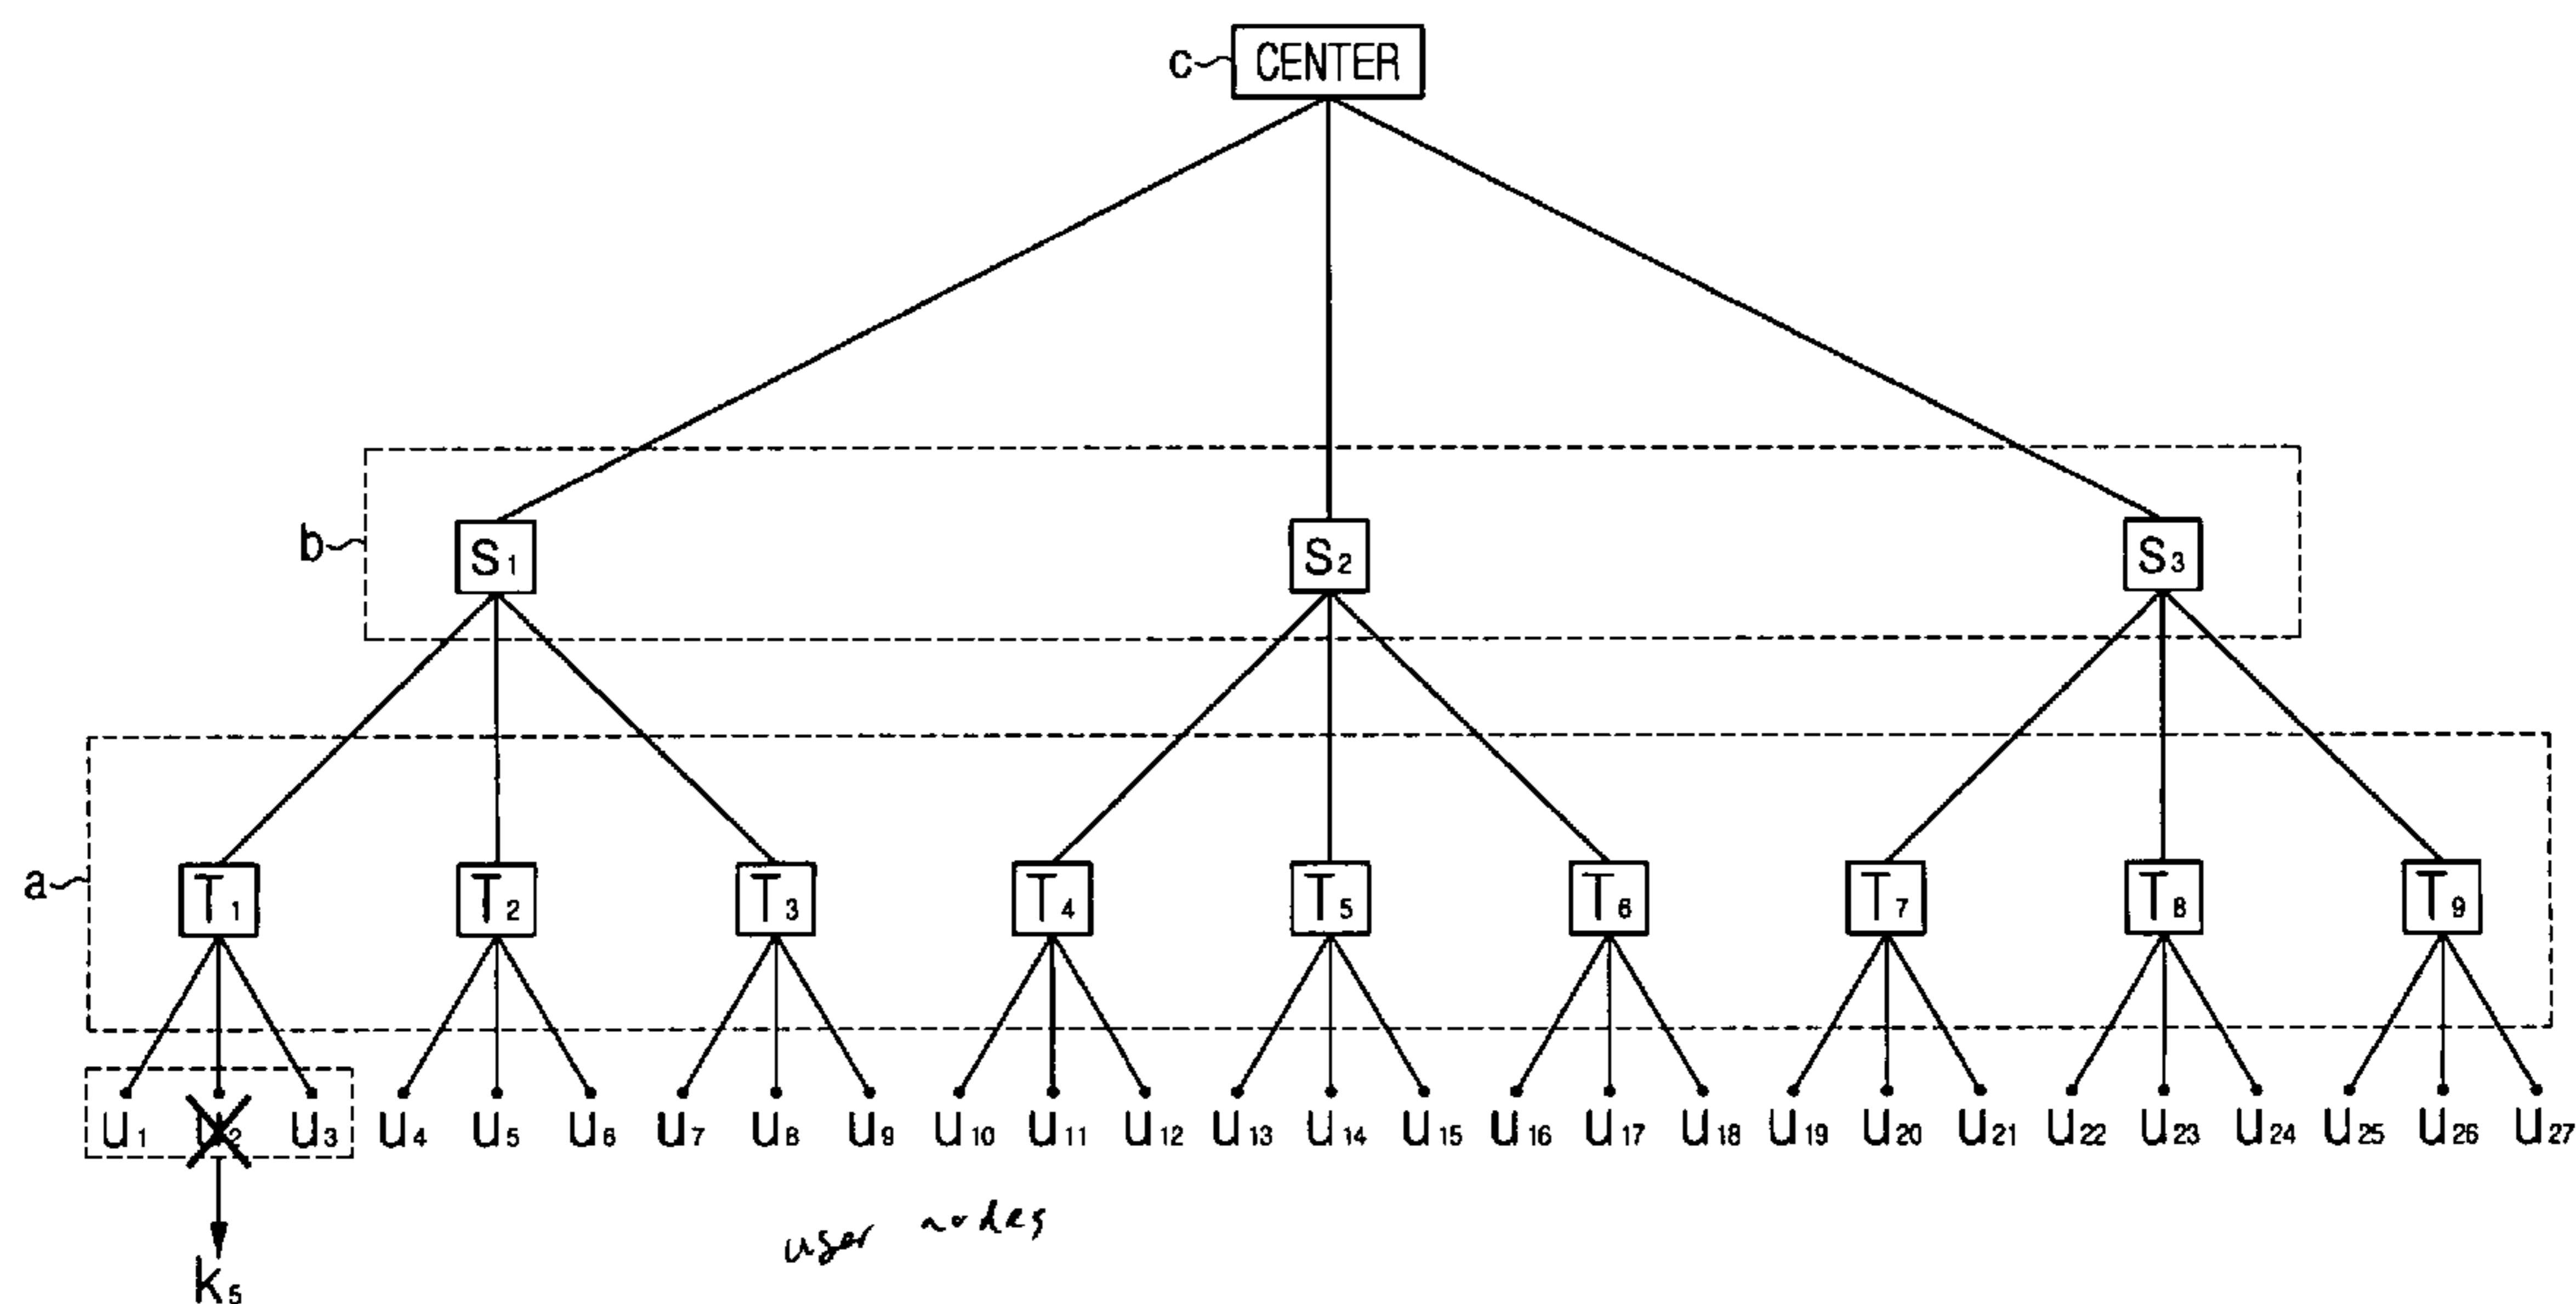 c CENTER
b S1 S2 S3
a T1 T2 T3 T4 T5 T6 T7 T8 T9
u1 u2 u3 u4 u5 u6 u7 u8 u9 u10 u11 u12 u13 u14 u15 u16 u17 u18 u19 u20 u21 u22 u23 u24 u25 u26 u27
user nodes
k5